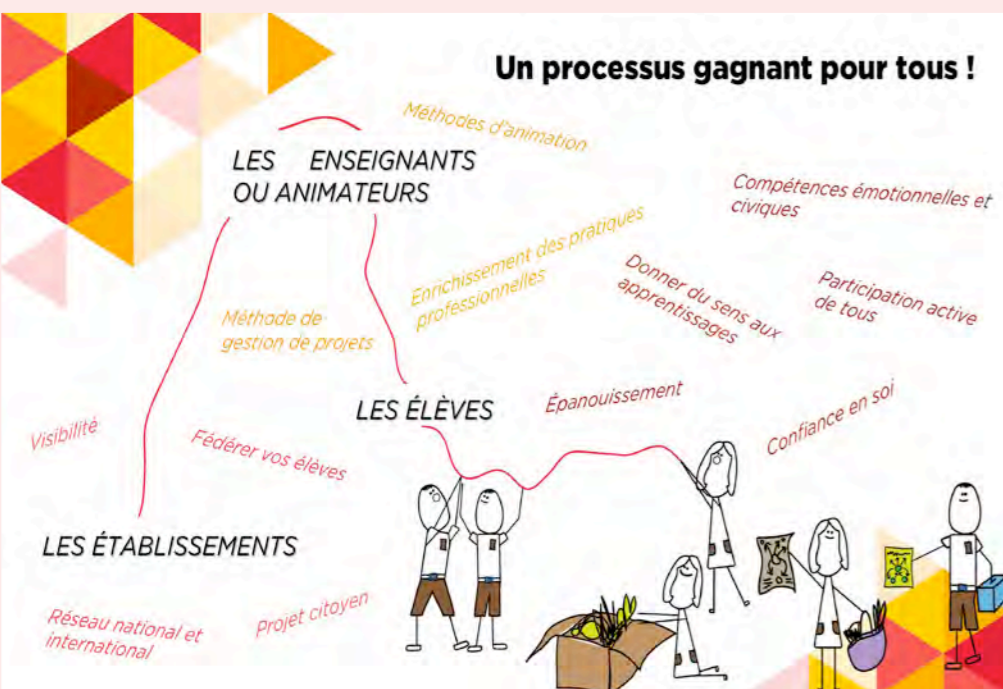 Un processus gagnant pour tous !
Méthodes d'animation
LES ENSEIGNANTS
OU ANIMATEURS
Compétences émotionnelles et
civiques
Enrichissement des pratiques
professionnelles
Donner du sens aux
apprentissages
Participation active
de tous
Méthode de
gestion de projets
LES ÉLÈVES
Épanouissement
Confiance en soi
Visibilité
Fédérer vos élèves
LES ÉTABLISSEMENTS
Réseau national et
international
Projet citoyen